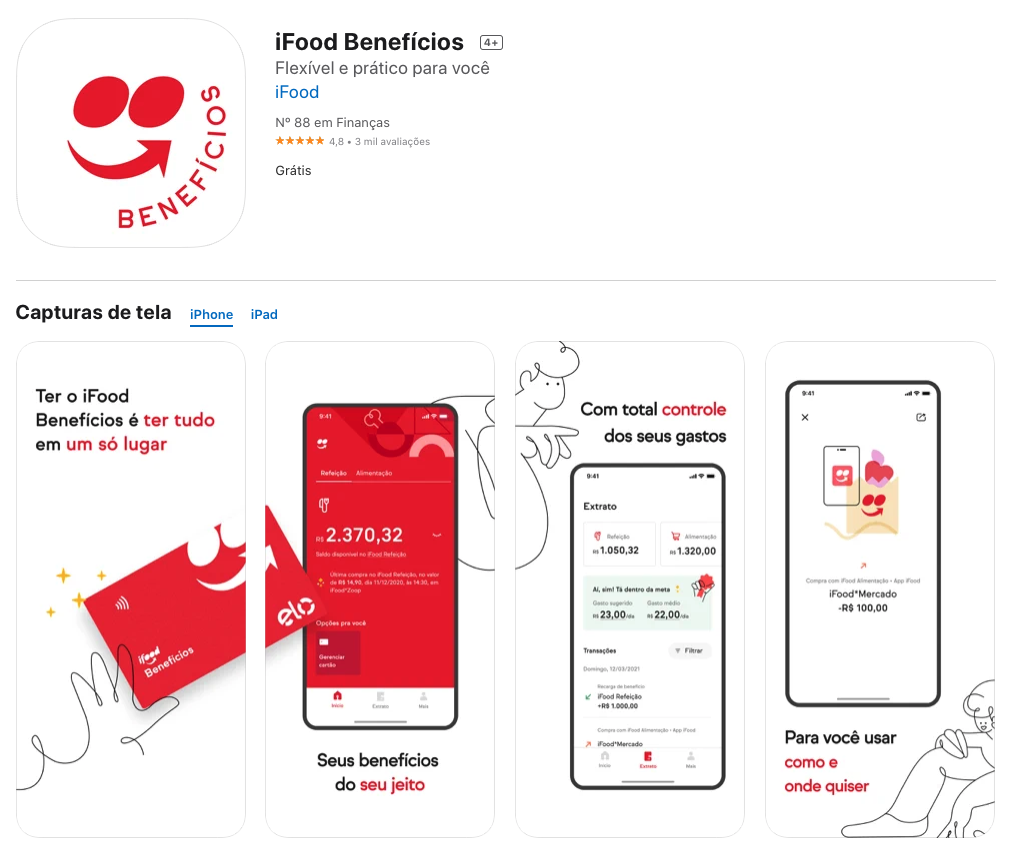 iFood Benefícios 4+
Flexível e prático para você
iFood
Nº 88 em Finanças
4,8 • 3 mil avaliações
Grátis
BENEFÍCIOS
Capturas de tela iPhone iPad
Ter o iFood
Benefícios é ter tudo
em um só lugar
iFood
Benefícios
elo
9:41
Refeição Alimentação
R$ 2.370,32
Saldo disponível no iFood Refeição
Última compra no iFood Refeição, no valor
de R$ 14,90, dia 11/12/2020, às 14:30, em
iFood*Zoop
Opções pra você
Gerenciar
cartão
Início Extrato Mais
Seus benefícios
do seu jeito
Com total controle
dos seus gastos
9:41
Extrato
Refeição
R$ 1.050,32
Alimentação
R$ 1.320,00
Aí, sim! Tá dentro da meta
Gasto sugerido Gasto médio
R$ 23,00/dia R$ 22,00/dia
Transações Filtrar
Domingo, 12/03/2021
Recarga de benefício
iFood Refeição
+R$ 1.000,00
Compra com iFood Alimentação • App iFood
iFood*Mercado
Início Extrato Mais
9:41
Compra com iFood Alimentação • App iFood
iFood*Mercado
-R$ 100,00
Para você usar
como e
onde quiser